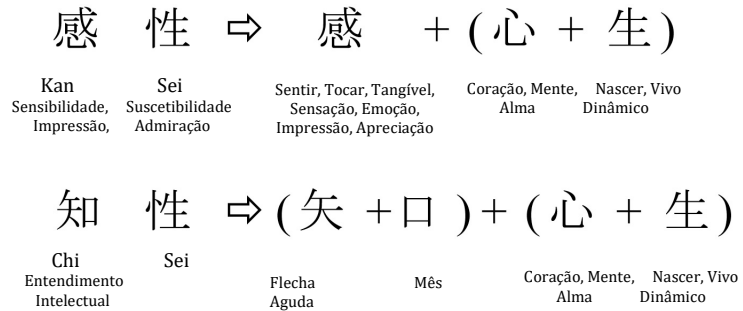 感 性 ⇨ 感 + ( 心 + 生 )
Kan Sei
Sensibilidade, Suscetibilidade
Impressão, Admiração
Sentir, Tocar, Tangível,
Sensação, Emoção,
Impressão, Apreciação
Coração, Mente,
Alma
Nascer, Vivo
Dinâmico
知 性 ⇨ ( 矢 + 口 ) + ( 心 + 生 )
Chi Sei
Entendimento
Intelectual
Flecha
Aguda
Mês
Coração, Mente,
Alma
Nascer, Vivo
Dinâmico